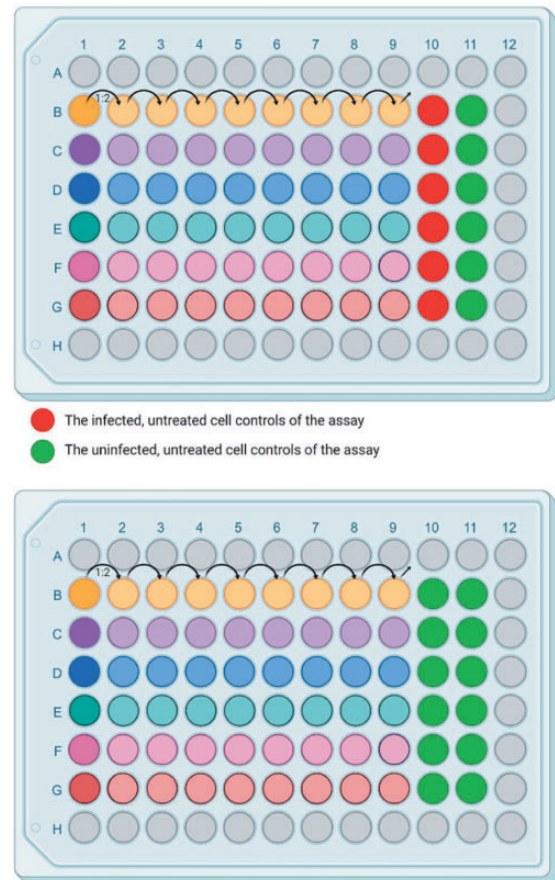 1 2 3 4 5 6 7 8 9 10 11 12
A
1:2
B
C
D
E
F
G
H
The infected, untreated cell controls of the assay
The uninfected, untreated cell controls of the assay
1 2 3 4 5 6 7 8 9 10 11 12
A
1:2
B
C
D
E
F
G
H